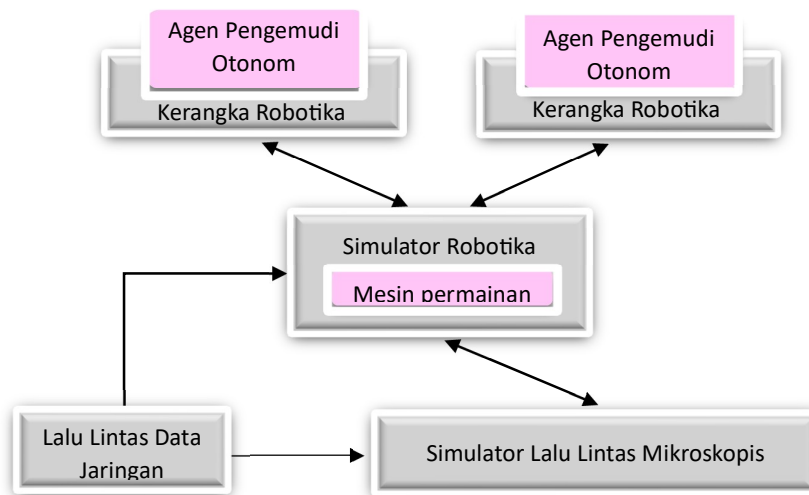 Agen Pengemudi
Otonom
Kerangka Robotika
Agen Pengemudi
Otonom
Kerangka Robotika
Simulator Robotika
Mesin permainan
Lalu Lintas Data
Jaringan
Simulator Lalu Lintas Mikroskopis